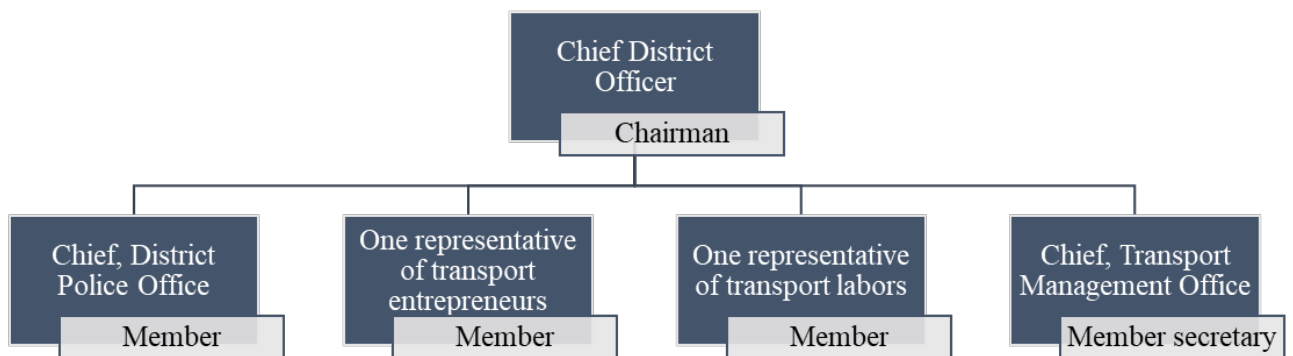 Chief District
Officer
Chairman
Chief, District
Police Office
Member
One representative
of transport
entrepreneurs
Member
One representative
of transport labors
Member
Chief, Transport
Management Office
Member secretary